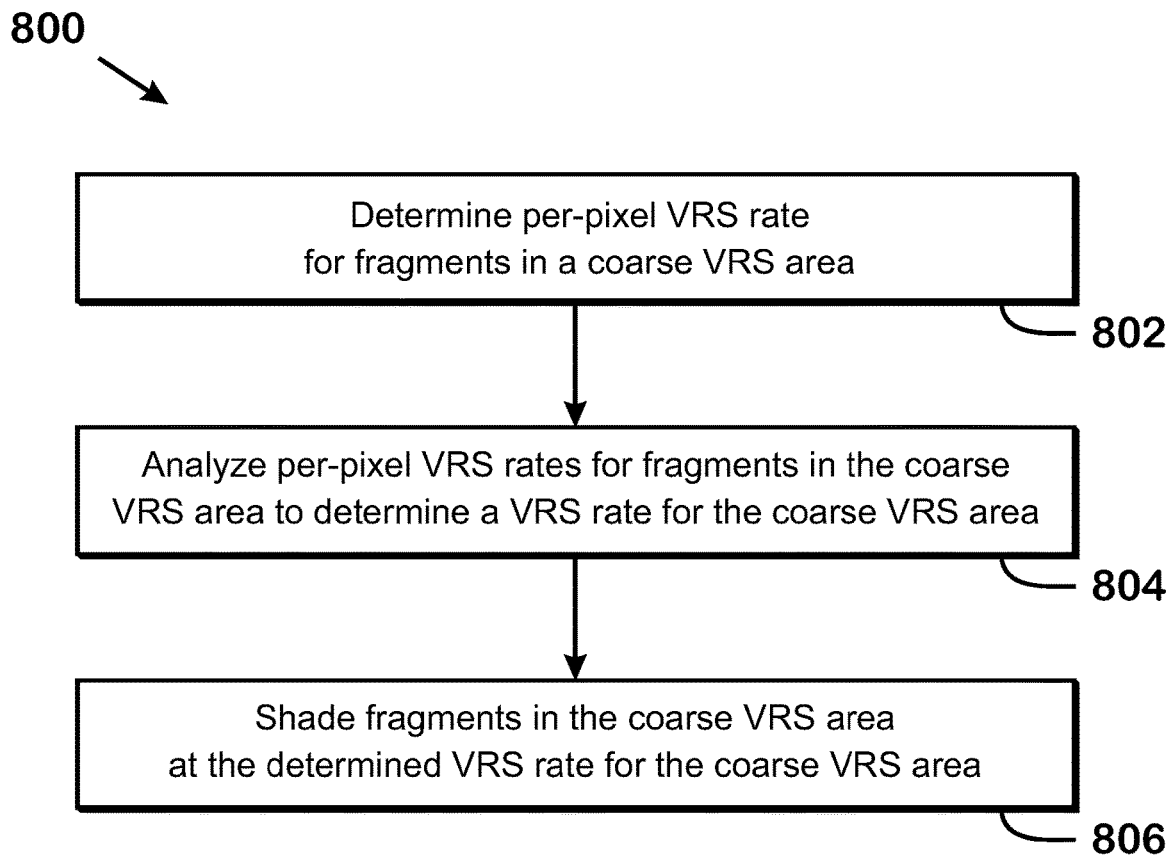 800
Determine per-pixel VRS rate
for fragments in a coarse VRS area
802
Analyze per-pixel VRS rates for fragments in the coarse
VRS area to determine a VRS rate for the coarse VRS area
804
Shade fragments in the coarse VRS area
at the determined VRS rate for the coarse VRS area
806